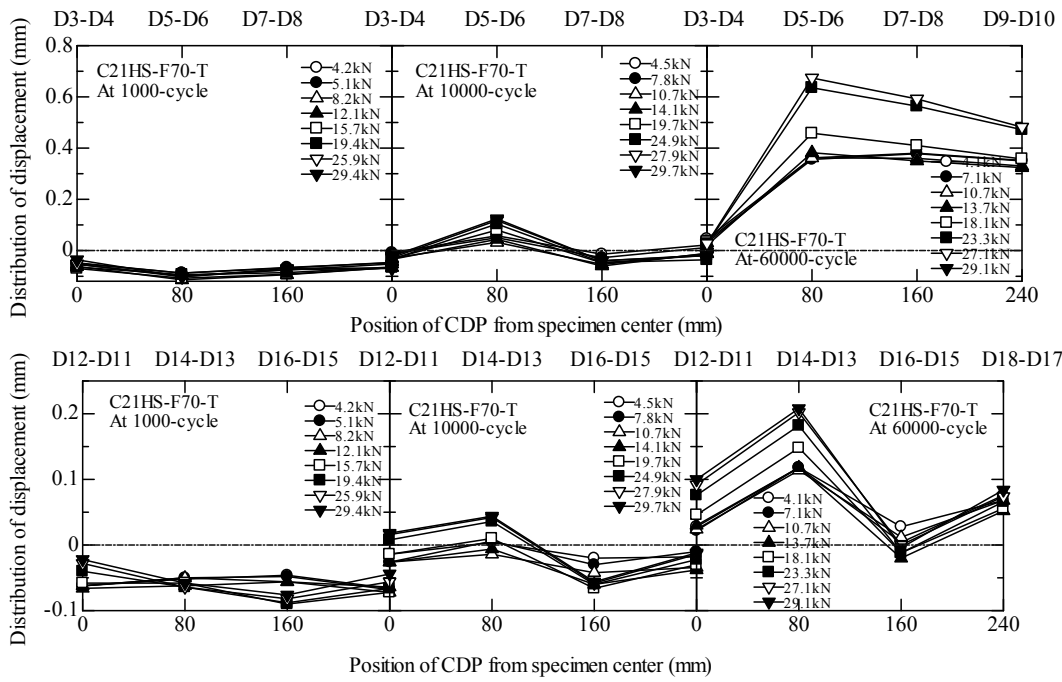 D3-D4 D5-D6 D7-D8 D3-D4 D5-D6 D7-D8 D3-D4 D5-D6 D7-D8 D9-D10
Distribution of displacement (mm)
0.8
0.6
0.4
0.2
0
C21HS-F70-T
At 1000-cycle
4.2kN
5.1kN
8.2kN
12.1kN
15.7kN
19.4kN
25.9kN
29.4kN
C21HS-F70-T
At 10000-cycle
4.5kN
7.8kN
10.7kN
14.1kN
19.7kN
24.9kN
27.9kN
29.7kN
4.1kN
7.1kN
10.7kN
13.7kN
18.1kN
23.3kN
27.1kN
29.1kN
C21HS-F70-T
At-60000-cycle
0 80 160 0 80 160 0 80 160 240
Position of CDP from specimen center (mm)
D12-D11 D14-D13 D16-D15 D12-D11 D14-D13 D16-D15 D12-D11 D14-D13 D16-D15 D18-D17
Distribution of displacement (mm)
0.2
0.1
0
-0.1
C21HS-F70-T
At 1000-cycle
4.2kN
5.1kN
8.2kN
12.1kN
15.7kN
19.4kN
25.9kN
29.4kN
C21HS-F70-T
At 10000-cycle
4.5kN
7.8kN
10.7kN
14.1kN
19.7kN
24.9kN
27.9kN
29.7kN
C21HS-F70-T
At 60000-cycle
4.1kN
7.1kN
10.7kN
13.7kN
18.1kN
23.3kN
27.1kN
29.1kN
0 80 160 0 80 160 0 80 160 240
Position of CDP from specimen center (mm)